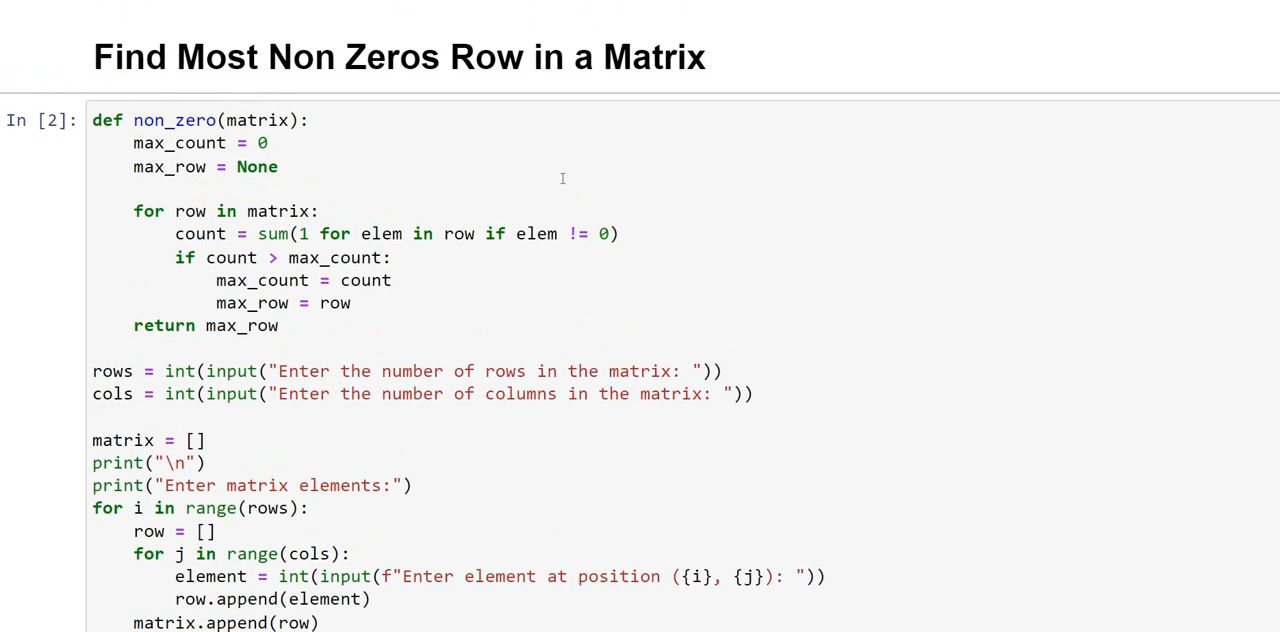 Find Most Non Zeros Row in a Matrix
In [2]:
def non_zero(matrix):
    max_count = 0
    max_row = None

    for row in matrix:
        count = sum(1 for elem in row if elem != 0)
        if count > max_count:
            max_count = count
            max_row = row
    return max_row

rows = int(input("Enter the number of rows in the matrix: "))
cols = int(input("Enter the number of columns in the matrix: "))

matrix = []
print("\n")
print("Enter matrix elements:")
for i in range(rows):
    row = []
    for j in range(cols):
        element = int(input(f"Enter element at position ({i}, {j}): "))
        row.append(element)
    matrix.append(row)